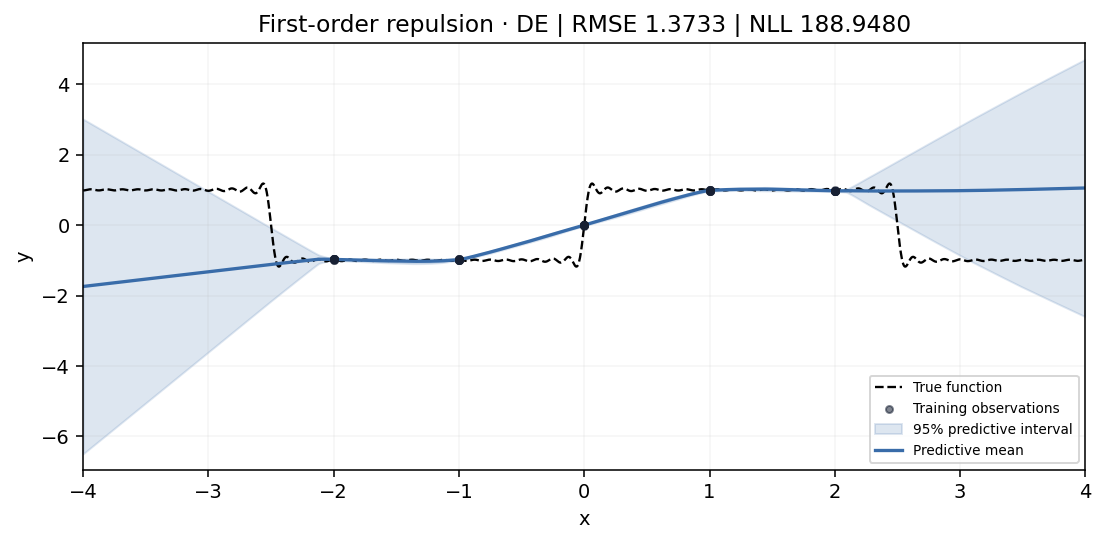 First-order repulsion · DE | RMSE 1.3733 | NLL 188.9480
y
4
2
0
−2
−4
−6
True function
Training observations
95% predictive interval
Predictive mean
−4 −3 −2 −1 0 1 2 3 4
x